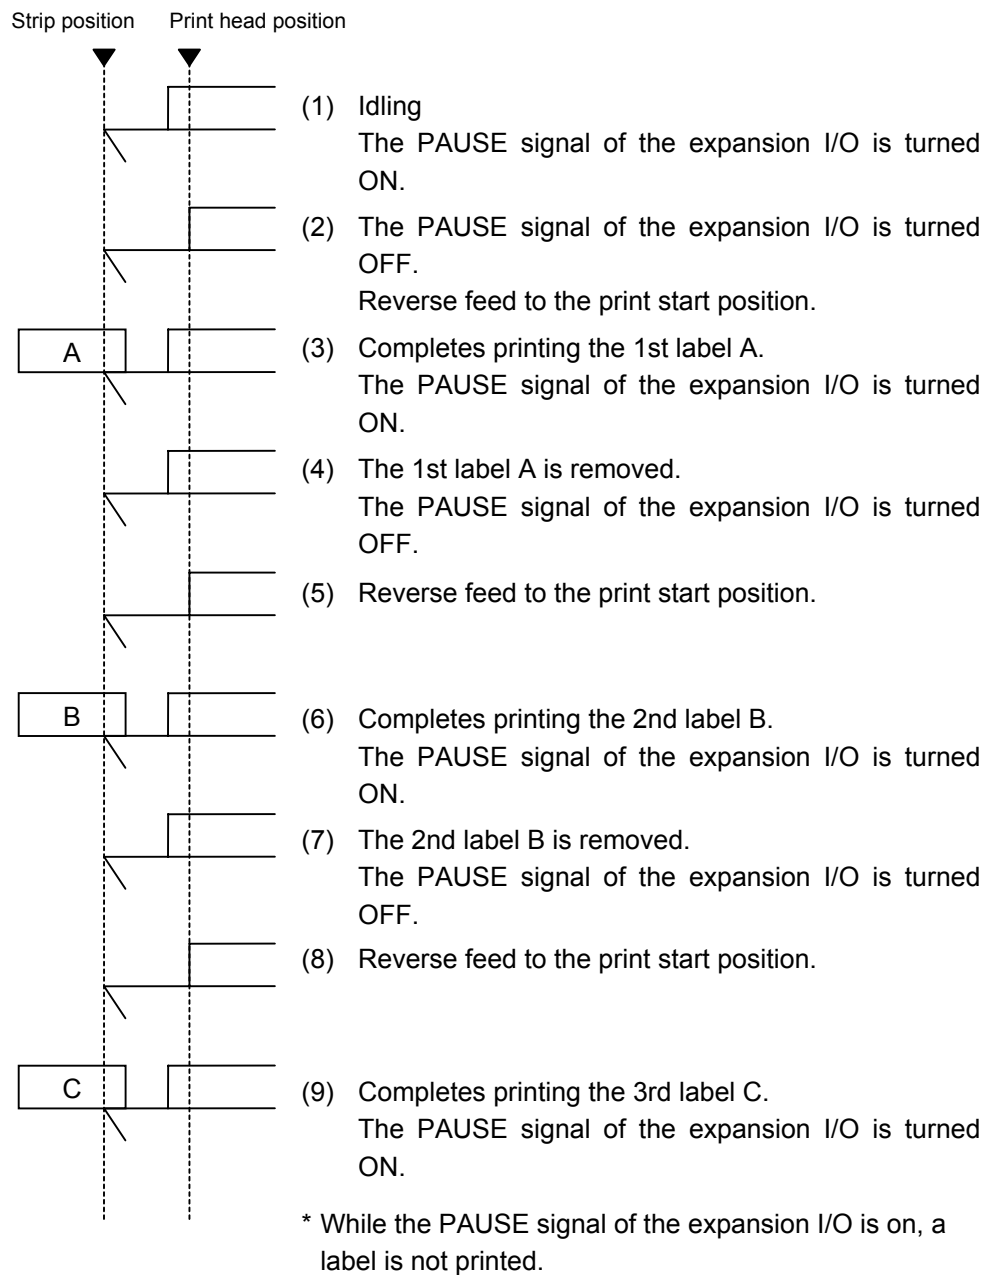 Strip position Print head position
(1) Idling
The PAUSE signal of the expansion I/O is turned
ON.
(2) The PAUSE signal of the expansion I/O is turned
OFF.
Reverse feed to the print start position.
A
(3) Completes printing the 1st label A.
The PAUSE signal of the expansion I/O is turned
ON.
(4) The 1st label A is removed.
The PAUSE signal of the expansion I/O is turned
OFF.
(5) Reverse feed to the print start position.
B
(6) Completes printing the 2nd label B.
The PAUSE signal of the expansion I/O is turned
ON.
(7) The 2nd label B is removed.
The PAUSE signal of the expansion I/O is turned
OFF.
(8) Reverse feed to the print start position.
C
(9) Completes printing the 3rd label C.
The PAUSE signal of the expansion I/O is turned
ON.
* While the PAUSE signal of the expansion I/O is on, a
label is not printed.